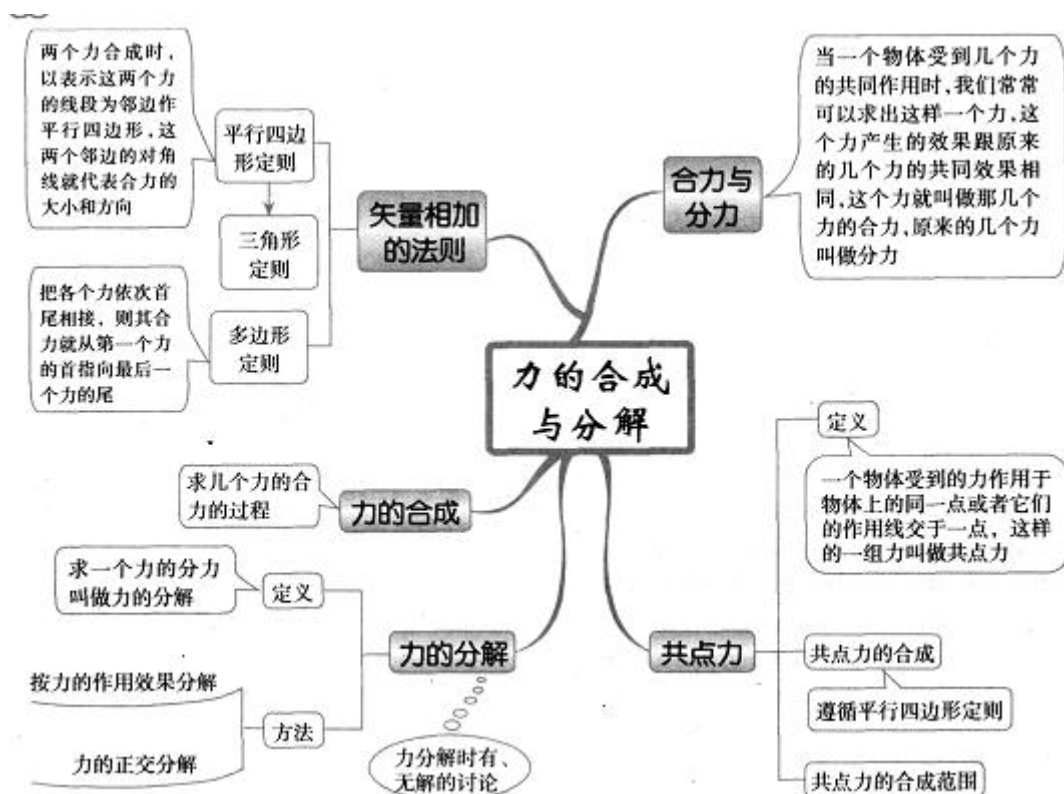 两个力合成时，
以表示这两个力
的线段为邻边作
平行四边形，这
两个邻边的对角
线就代表合力的
大小和方向
平行四边
形定则
三角形
定则
把各个力依次首
尾相接，则其合
力就从第一个力
的首指向最后一
个力的尾
多边形
定则
矢量相加
的法则
合力与
分力
当一个物体受到几个力
的共同作用时，我们常常
可以求出这样一个力，这
个力产生的效果跟原来
的几个力的共同效果相
同，这个力就叫做那几个
力的合力，原来的几个力
叫做分力
力的合成
与分解
求几个力的合
力的过程
力的合成
求一个力的分力
叫做力的分解
定义
力的分解
按力的作用效果分解
方法
力的正交分解
力分解时有、
无解的讨论
共点力
定义
一个物体受到的力作用于
物体上的同一点或者它们
的作用线交于一点，这样
的一组力叫做共点力
共点力的合成
遵循平行四边形定则
共点力的合成范围